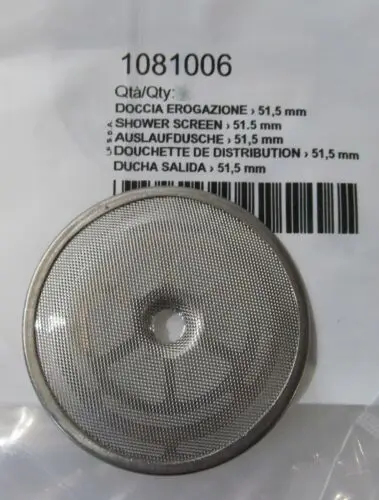 1081006
Qtà/Qty:
DOCCIA EROGAZIONE › 51,5 mm
SHOWER SCREEN › 51.5 mm
AUSLAUFDUSCHE › 51,5 mm
DOUCHETTE DE DISTRIBUTION › 51,5 mm
DUCHA SALIDA › 51,5 mm